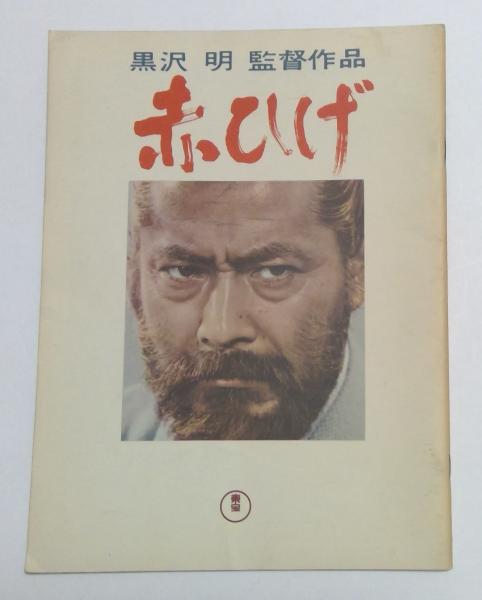 黒沢 明 監督作品
赤ひげ
東宝